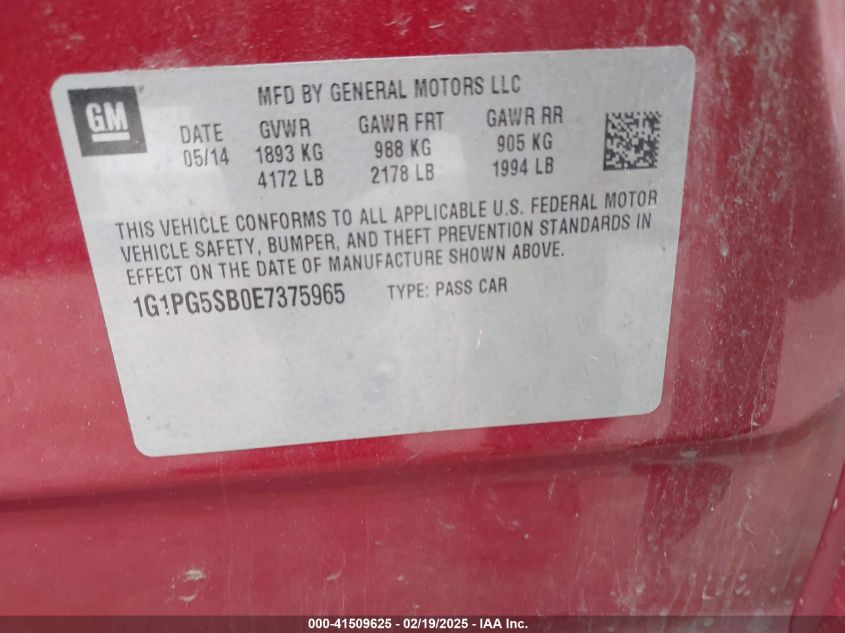 GM
MFD BY GENERAL MOTORS LLC
DATE GVWR GAWR FRT GAWR RR
05/14 1893 KG 988 KG 905 KG
4172 LB 2178 LB 1994 LB
THIS VEHICLE CONFORMS TO ALL APPLICABLE U.S. FEDERAL MOTOR
VEHICLE SAFETY, BUMPER, AND THEFT PREVENTION STANDARDS IN
EFFECT ON THE DATE OF MANUFACTURE SHOWN ABOVE.
1G1PG5SB0E7375965 TYPE: PASS CAR
000-41509625 - 02/19/2025 - IAA Inc.